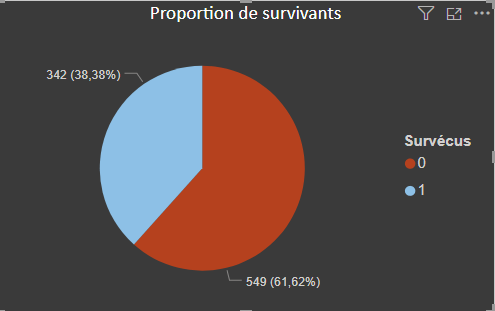 Proportion de survivants
342 (38,38%)
Survécus
0
1
549 (61,62%)